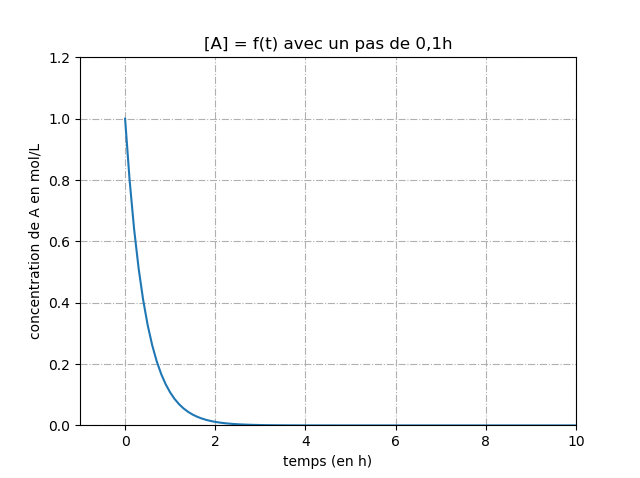 [A] = f(t) avec un pas de 0,1h
1.2
1.0
0.8
0.6
0.4
0.2
0.0
concentration de A en mol/L
0 2 4 6 8 10
temps (en h)